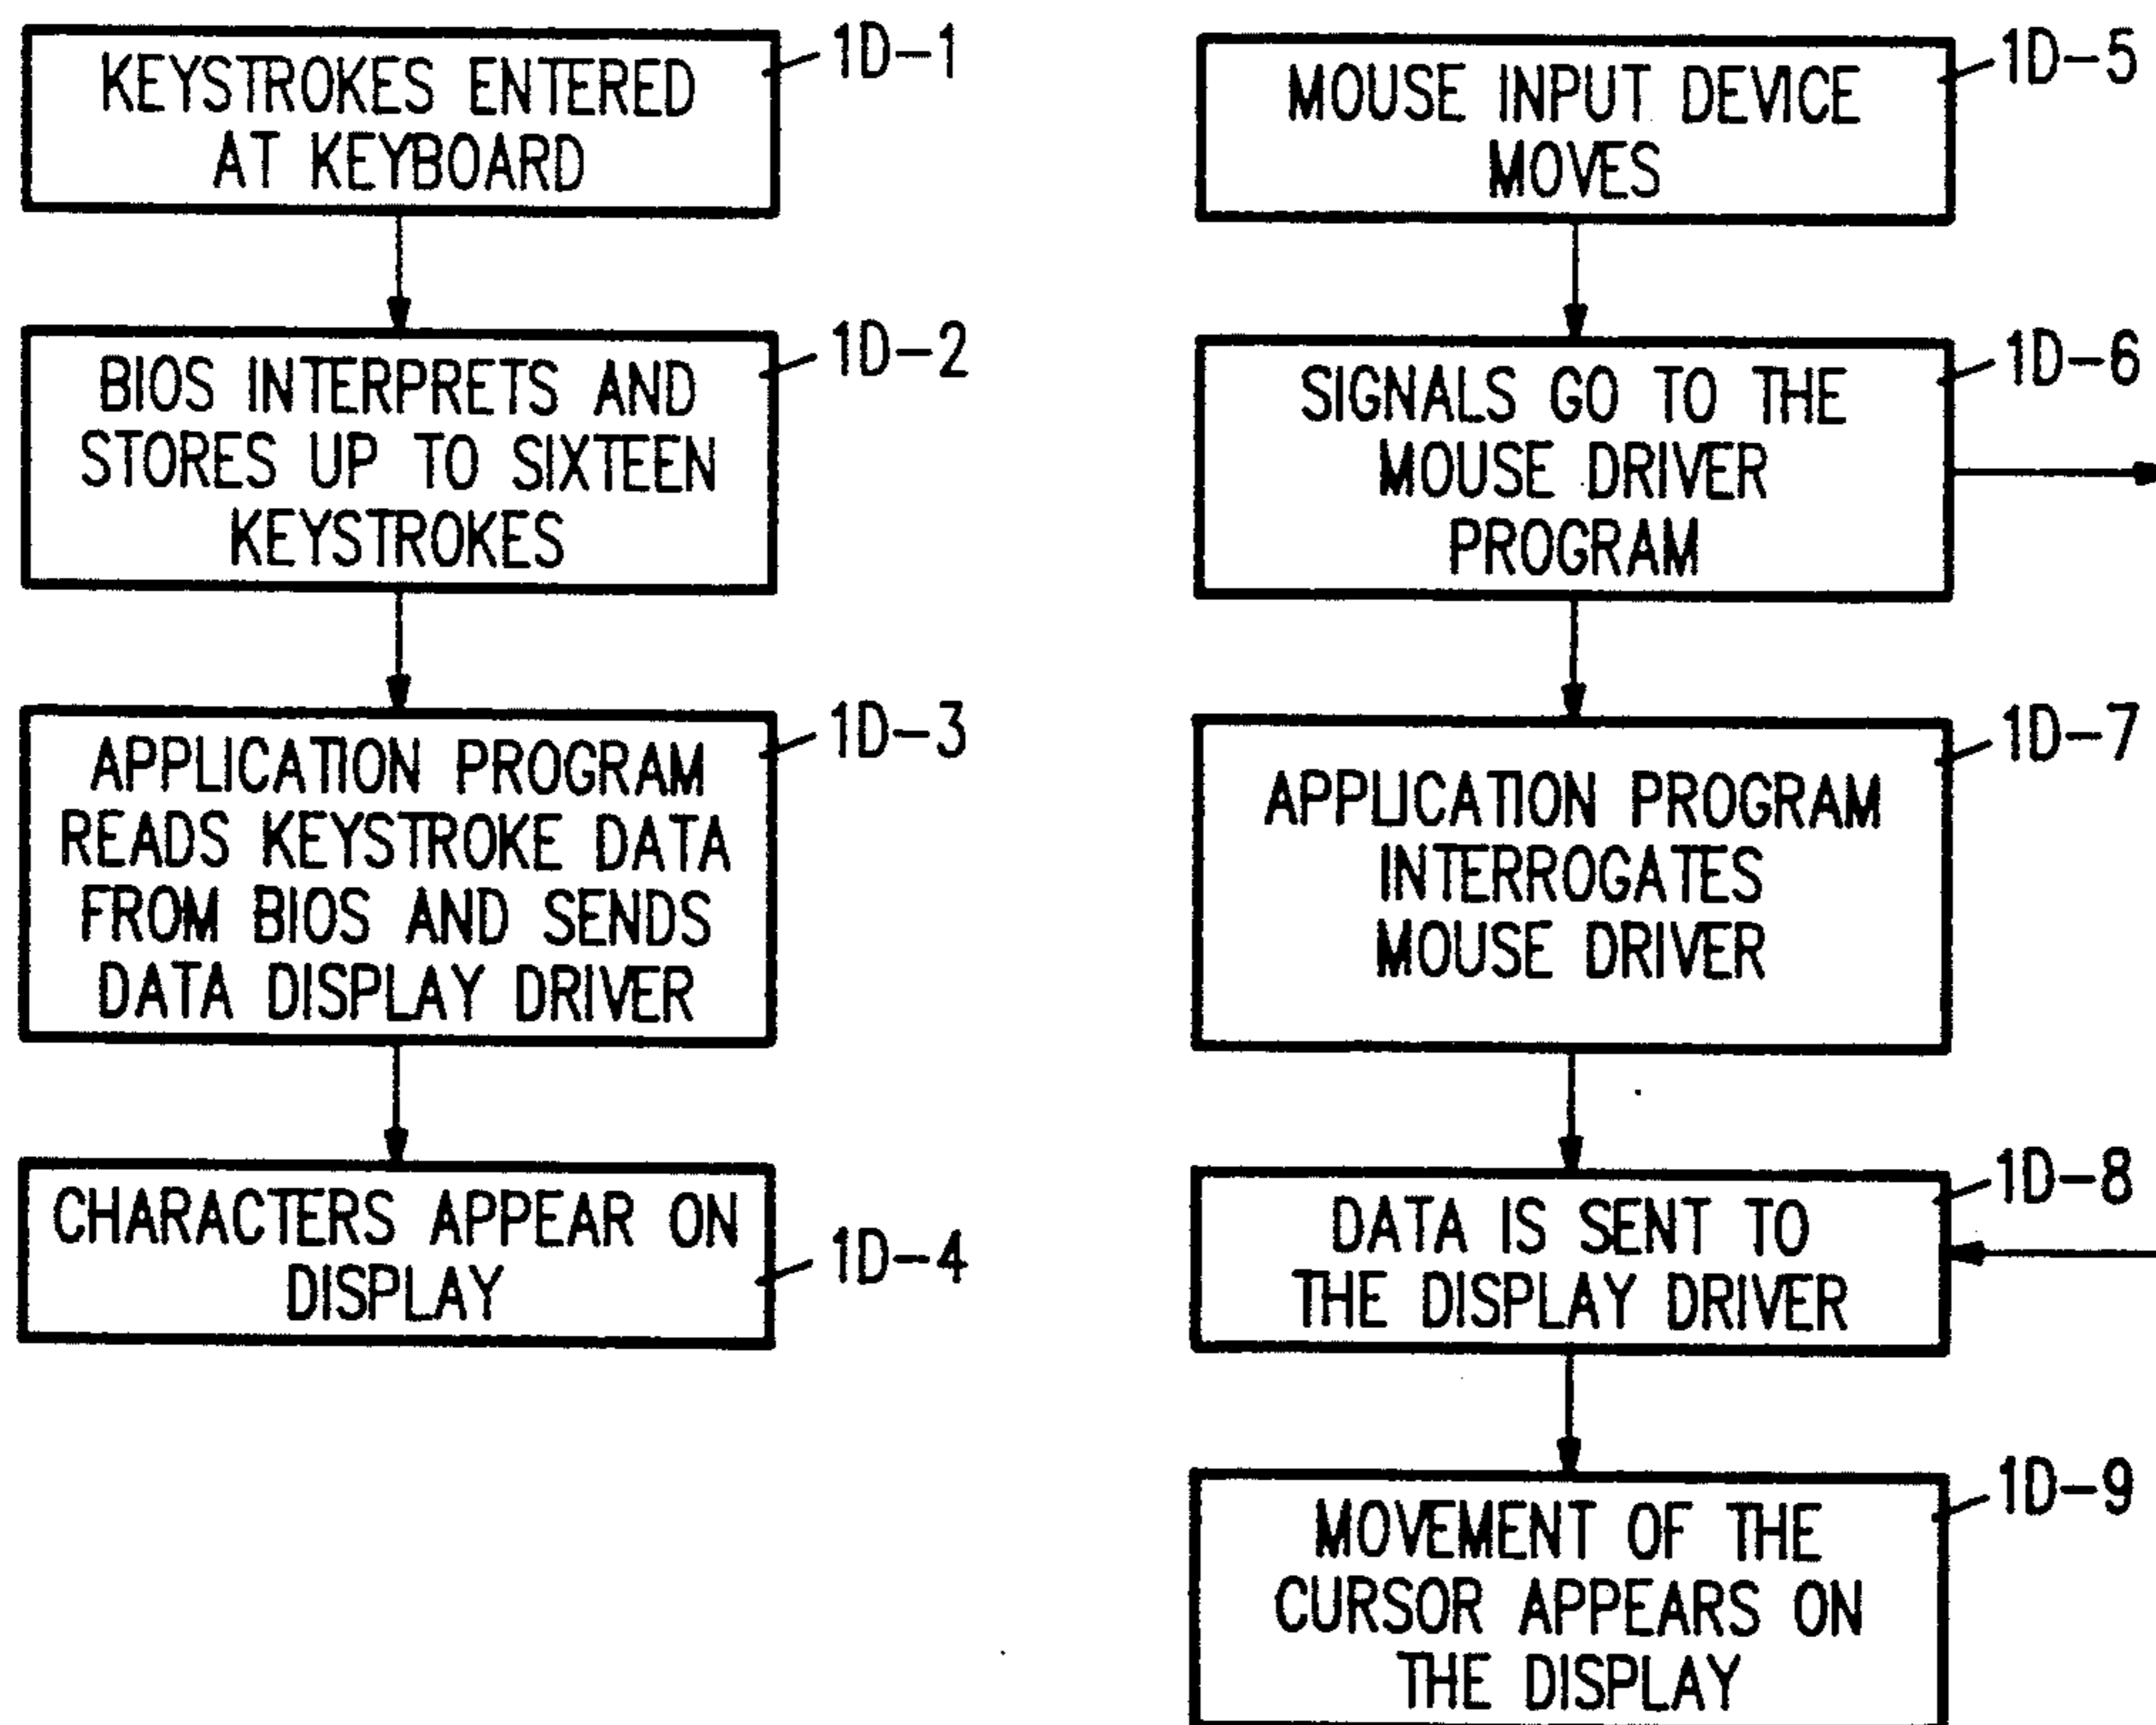 KEYSTROKES ENTERED
AT KEYBOARD
1D-1
BIOS INTERPRETS AND
STORES UP TO SIXTEEN
KEYSTROKES
1D-2
APPLICATION PROGRAM
READS KEYSTROKE DATA
FROM BIOS AND SENDS
DATA DISPLAY DRIVER
1D-3
CHARACTERS APPEAR ON
DISPLAY
1D-4
MOUSE INPUT DEVICE
MOVES
1D-5
SIGNALS GO TO THE
MOUSE DRIVER
PROGRAM
1D-6
APPLICATION PROGRAM
INTERROGATES
MOUSE DRIVER
1D-7
DATA IS SENT TO
THE DISPLAY DRIVER
1D-8
MOVEMENT OF THE
CURSOR APPEARS ON
THE DISPLAY
1D-9